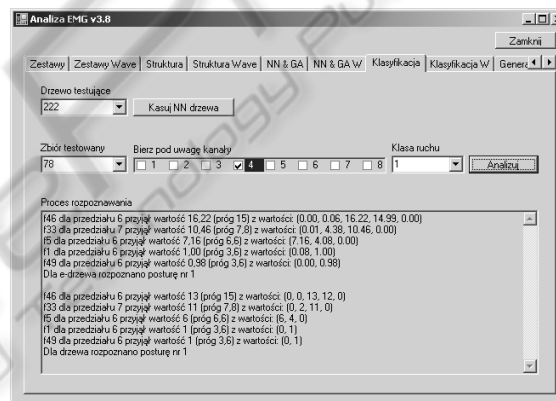 Analiza EMG v3.8
Zamknij
Zestawy Zestawy Wave Struktura Struktura Wave NN & GA NN & GA W Klasyfikacja Klasyfikacja W Genera
Drzewo testujące
222 Kasuj NN drzewa
Zbiór testowany Bierz pod uwagę kanały Klasa ruchu
78 1 2 3 4 5 6 7 8 1 Analizuj
Proces rozpoznawania
f46 dla przedziału 6 przyjął wartość 16,22 (próg 15) z wartości: (0.00, 0.06, 16.22, 14.99, 0.00)
f33 dla przedziału 7 przyjął wartość 10,46 (próg 7,8) z wartości: (0.01, 4.38, 10.46, 0.00)
f5 dla przedziału 6 przyjął wartość 7,16 (próg 6,6) z wartości: (7.16, 4.08, 0.00)
f1 dla przedziału 6 przyjął wartość 1,00 (próg 3,6) z wartości: (0.08, 1.00)
f49 dla przedziału 6 przyjął wartość 0,98 (próg 3,6) z wartości: (0.00, 0.98)
Dla e-drzewa rozpoznano posturę nr 1
f46 dla przedziału 6 przyjął wartość 13 (próg 15) z wartości: (0, 0, 13, 12, 0)
f33 dla przedziału 7 przyjął wartość 11 (próg 7,8) z wartości: (0, 2, 11, 0)
f5 dla przedziału 6 przyjął wartość 6 (próg 6,6) z wartości: (6, 4, 0)
f1 dla przedziału 6 przyjął wartość 1 (próg 3,6) z wartości: (0, 1)
f49 dla przedziału 6 przyjął wartość 1 (próg 3,6) z wartości: (0, 1)
Dla drzewa rozpoznano posturę nr 1